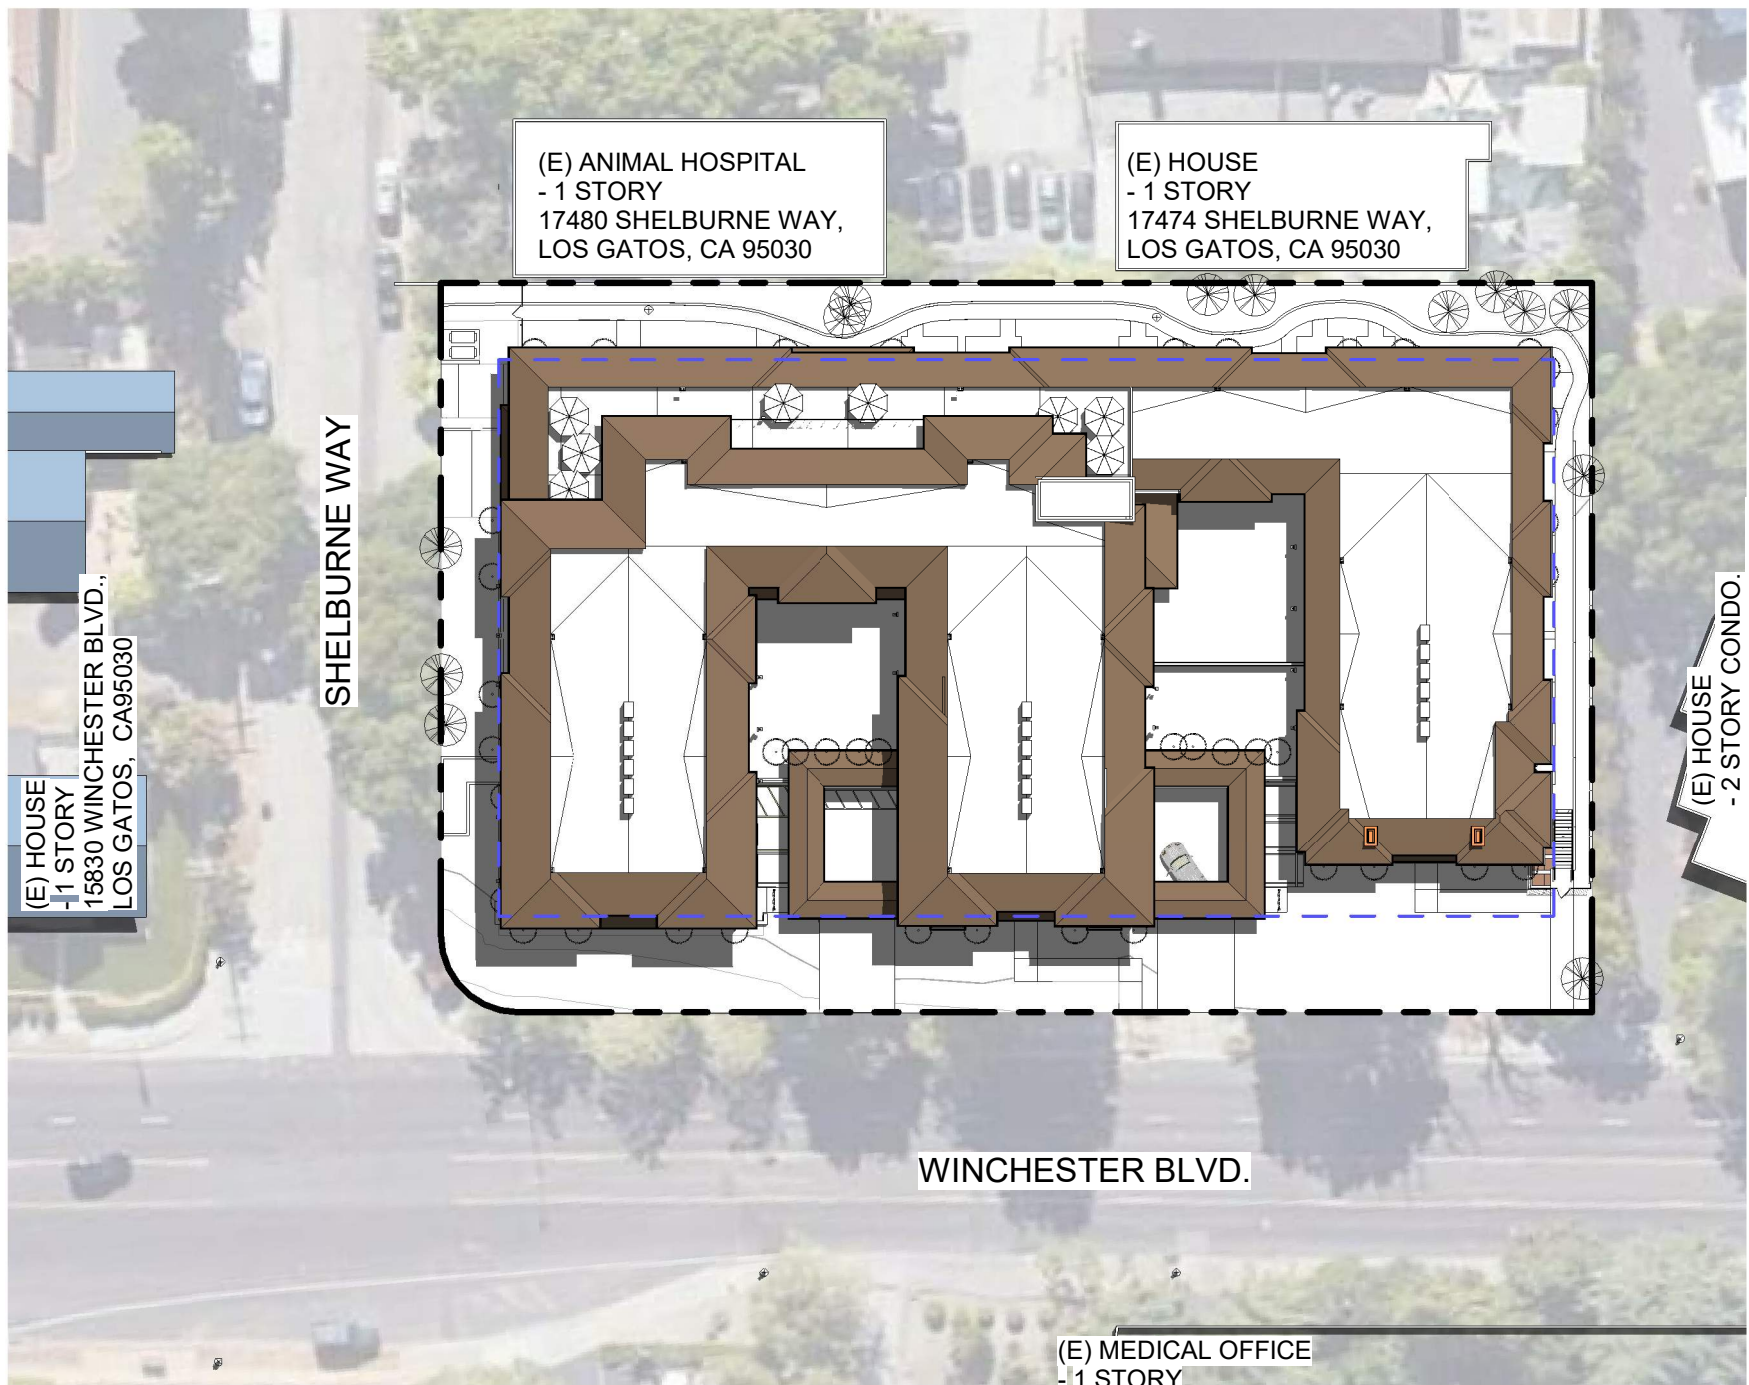 (E) ANIMAL HOSPITAL
- 1 STORY
17480 SHELBURNE WAY,
LOS GATOS, CA 95030
(E) HOUSE
- 1 STORY
17474 SHELBURNE WAY,
LOS GATOS, CA 95030
SHELBURNE WAY
(E) HOUSE
- 1 STORY
15830 WINCHESTER BLVD.,
LOS GATOS, CA95030
(E) HOUSE
- 2 STORY CONDO.
WINCHESTER BLVD.
(E) MEDICAL OFFICE
- 1 STORY